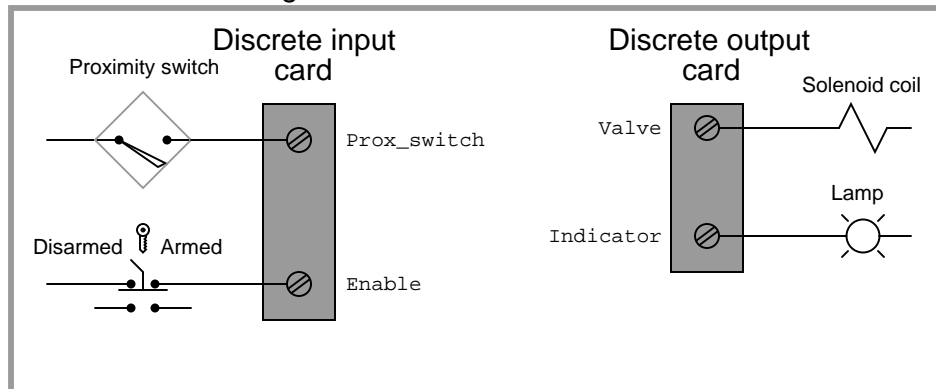 Discrete input
card
Proximity switch
Prox_switch
Disarmed
Armed
Enable
Discrete output
card
Solenoid coil
Valve
Lamp
Indicator